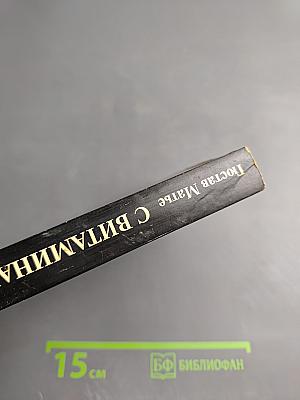 Гюстав Матье
С ВИТАМИНА
15 см
БФ БИБЛИОФАН